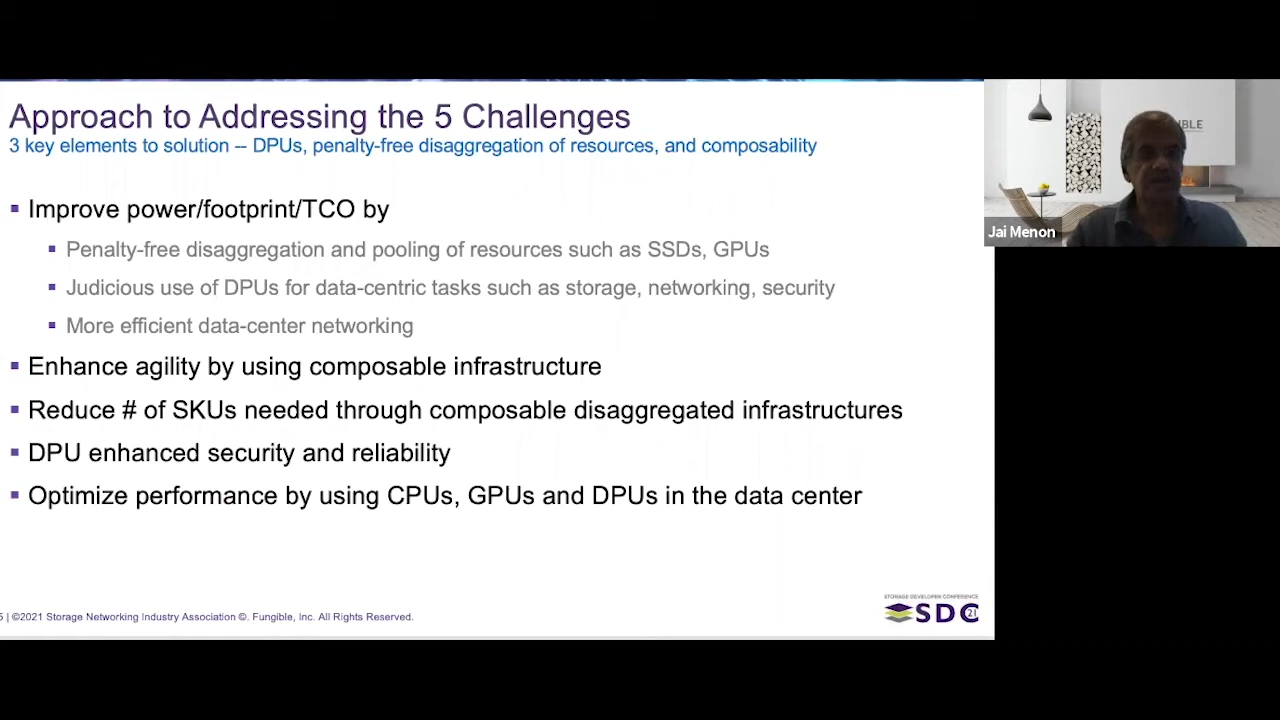 Approach to Addressing the 5 Challenges
3 key elements to solution -- DPUs, penalty-free disaggregation of resources, and composability
Improve power/footprint/TCO by
Penalty-free disaggregation and pooling of resources such as SSDs, GPUs
Judicious use of DPUs for data-centric tasks such as storage, networking, security
More efficient data-center networking
Enhance agility by using composable infrastructure
Reduce # of SKUs needed through composable disaggregated infrastructures
DPU enhanced security and reliability
Optimize performance by using CPUs, GPUs and DPUs in the data center
5 | ©2021 Storage Networking Industry Association ©. Fungible, Inc. All Rights Reserved.
STORAGE DEVELOPER CONFERENCE
SDC 21
Jai Menon